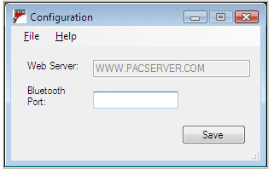 Configuration
File Help
Web Server: WWW.PACSERVER.COM
Bluetooth
Port:
Save